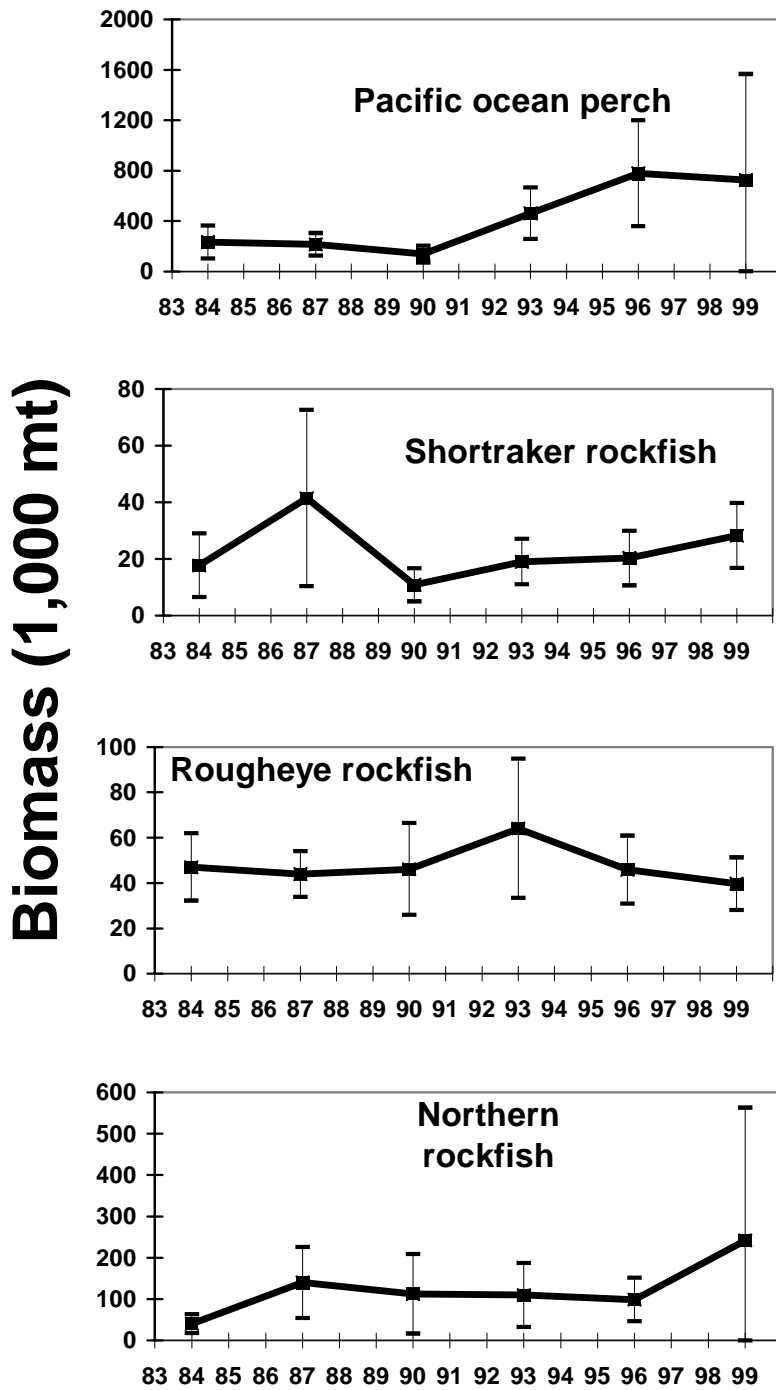 Biomass (1,000 mt)
2000
1600
1200
800
400
0
Pacific ocean perch
83 84 85 86 87 88 89 90 91 92 93 94 95 96 97 98 99
80
60
40
20
0
Shortraker rockfish
83 84 85 86 87 88 89 90 91 92 93 94 95 96 97 98 99
100
80
60
40
20
0
Rougheye rockfish
83 84 85 86 87 88 89 90 91 92 93 94 95 96 97 98 99
600
500
400
300
200
100
0
Northern
rockfish
83 84 85 86 87 88 89 90 91 92 93 94 95 96 97 98 99